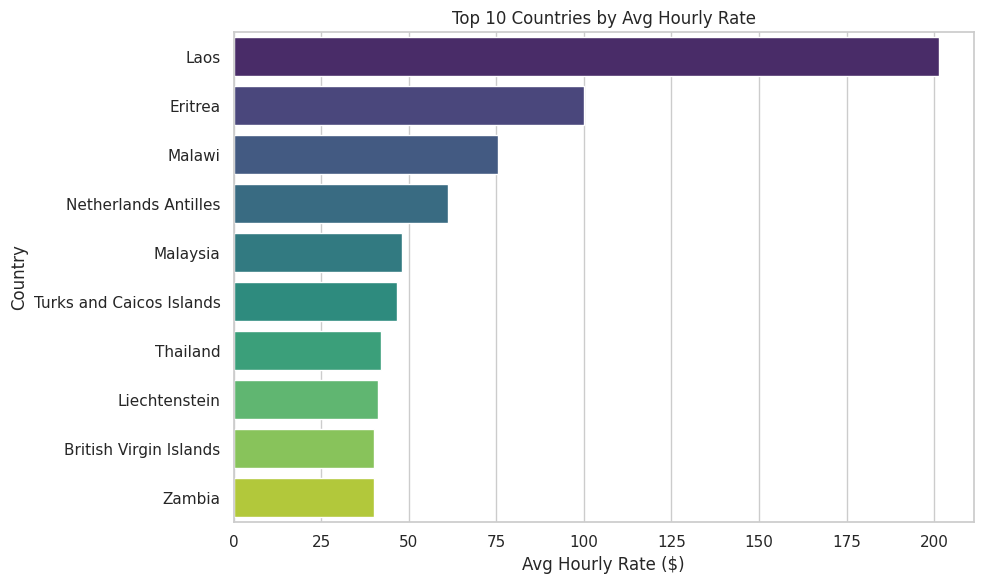 Top 10 Countries by Avg Hourly Rate
Country
Laos
Eritrea
Malawi
Netherlands Antilles
Malaysia
Turks and Caicos Islands
Thailand
Liechtenstein
British Virgin Islands
Zambia
0 25 50 75 100 125 150 175 200
Avg Hourly Rate ($)